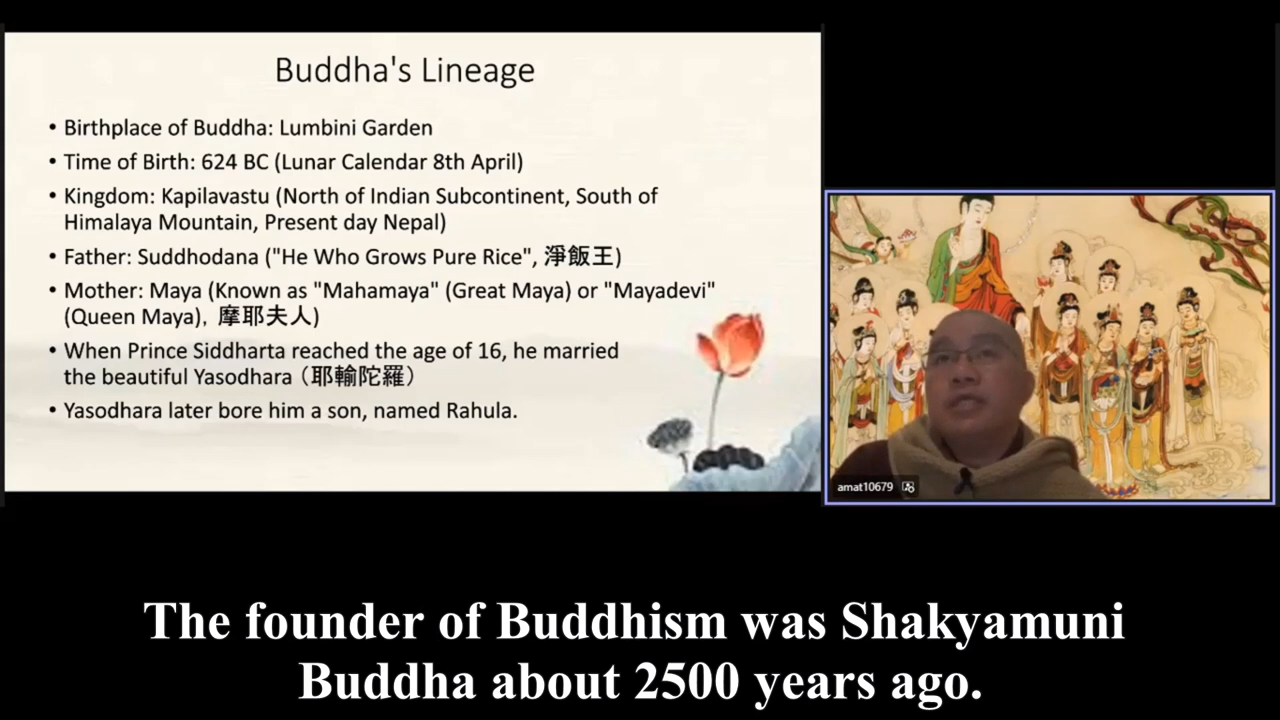 Buddha's Lineage
• Birthplace of Buddha: Lumbini Garden
• Time of Birth: 624 BC (Lunar Calendar 8th April)
• Kingdom: Kapilavastu (North of Indian Subcontinent, South of
Himalaya Mountain, Present day Nepal)
• Father: Suddhodana ("He Who Grows Pure Rice", 淨飯王)
• Mother: Maya (Known as "Mahamaya" (Great Maya) or "Mayadevi"
(Queen Maya), 摩耶夫人)
• When Prince Siddharta reached the age of 16, he married
the beautiful Yasodhara（耶輸陀羅）
• Yasodhara later bore him a son, named Rahula.
amat10679
The founder of Buddhism was Shakyamuni
Buddha about 2500 years ago.